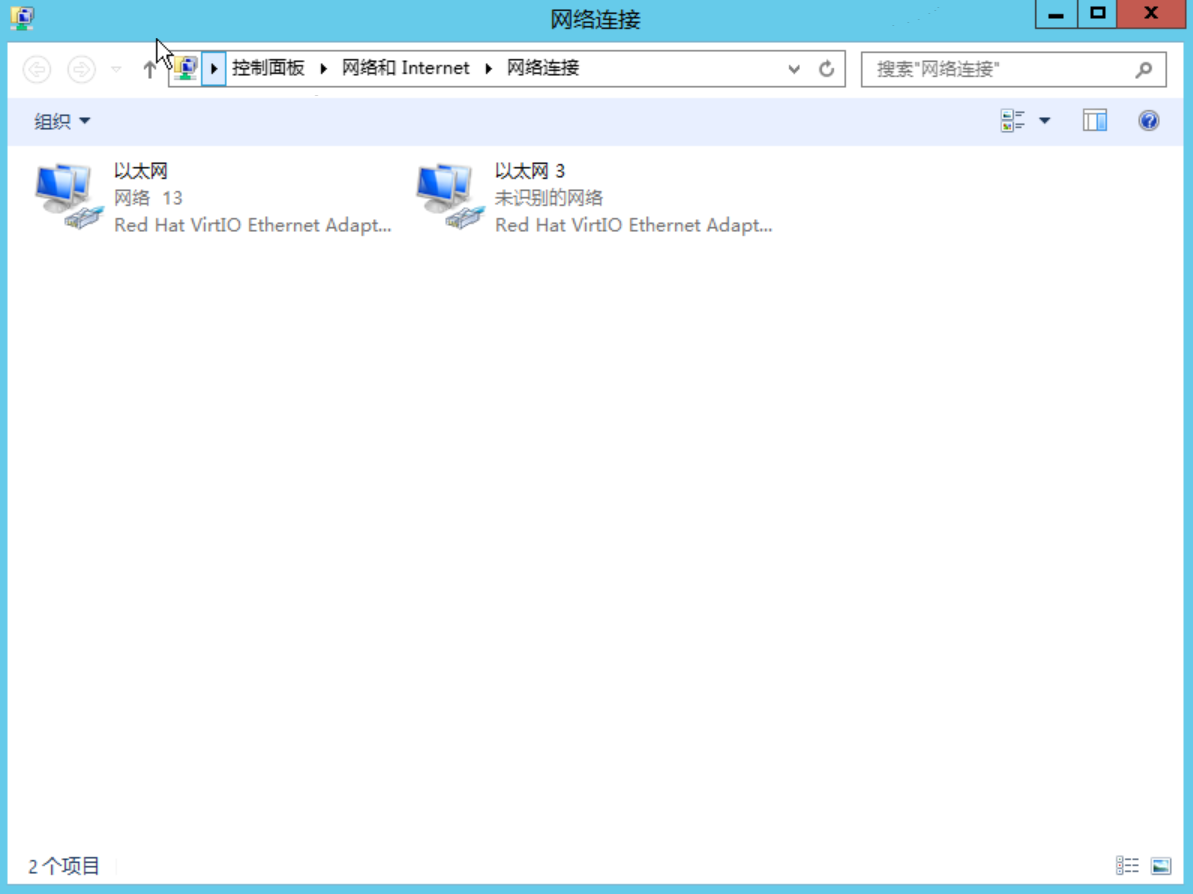 网络连接
控制面板 网络和 Internet 网络连接
搜索"网络连接"
组织
以太网
网络 13
Red Hat VirtIO Ethernet Adapt...
以太网 3
未识别的网络
Red Hat VirtIO Ethernet Adapt...
2 个项目